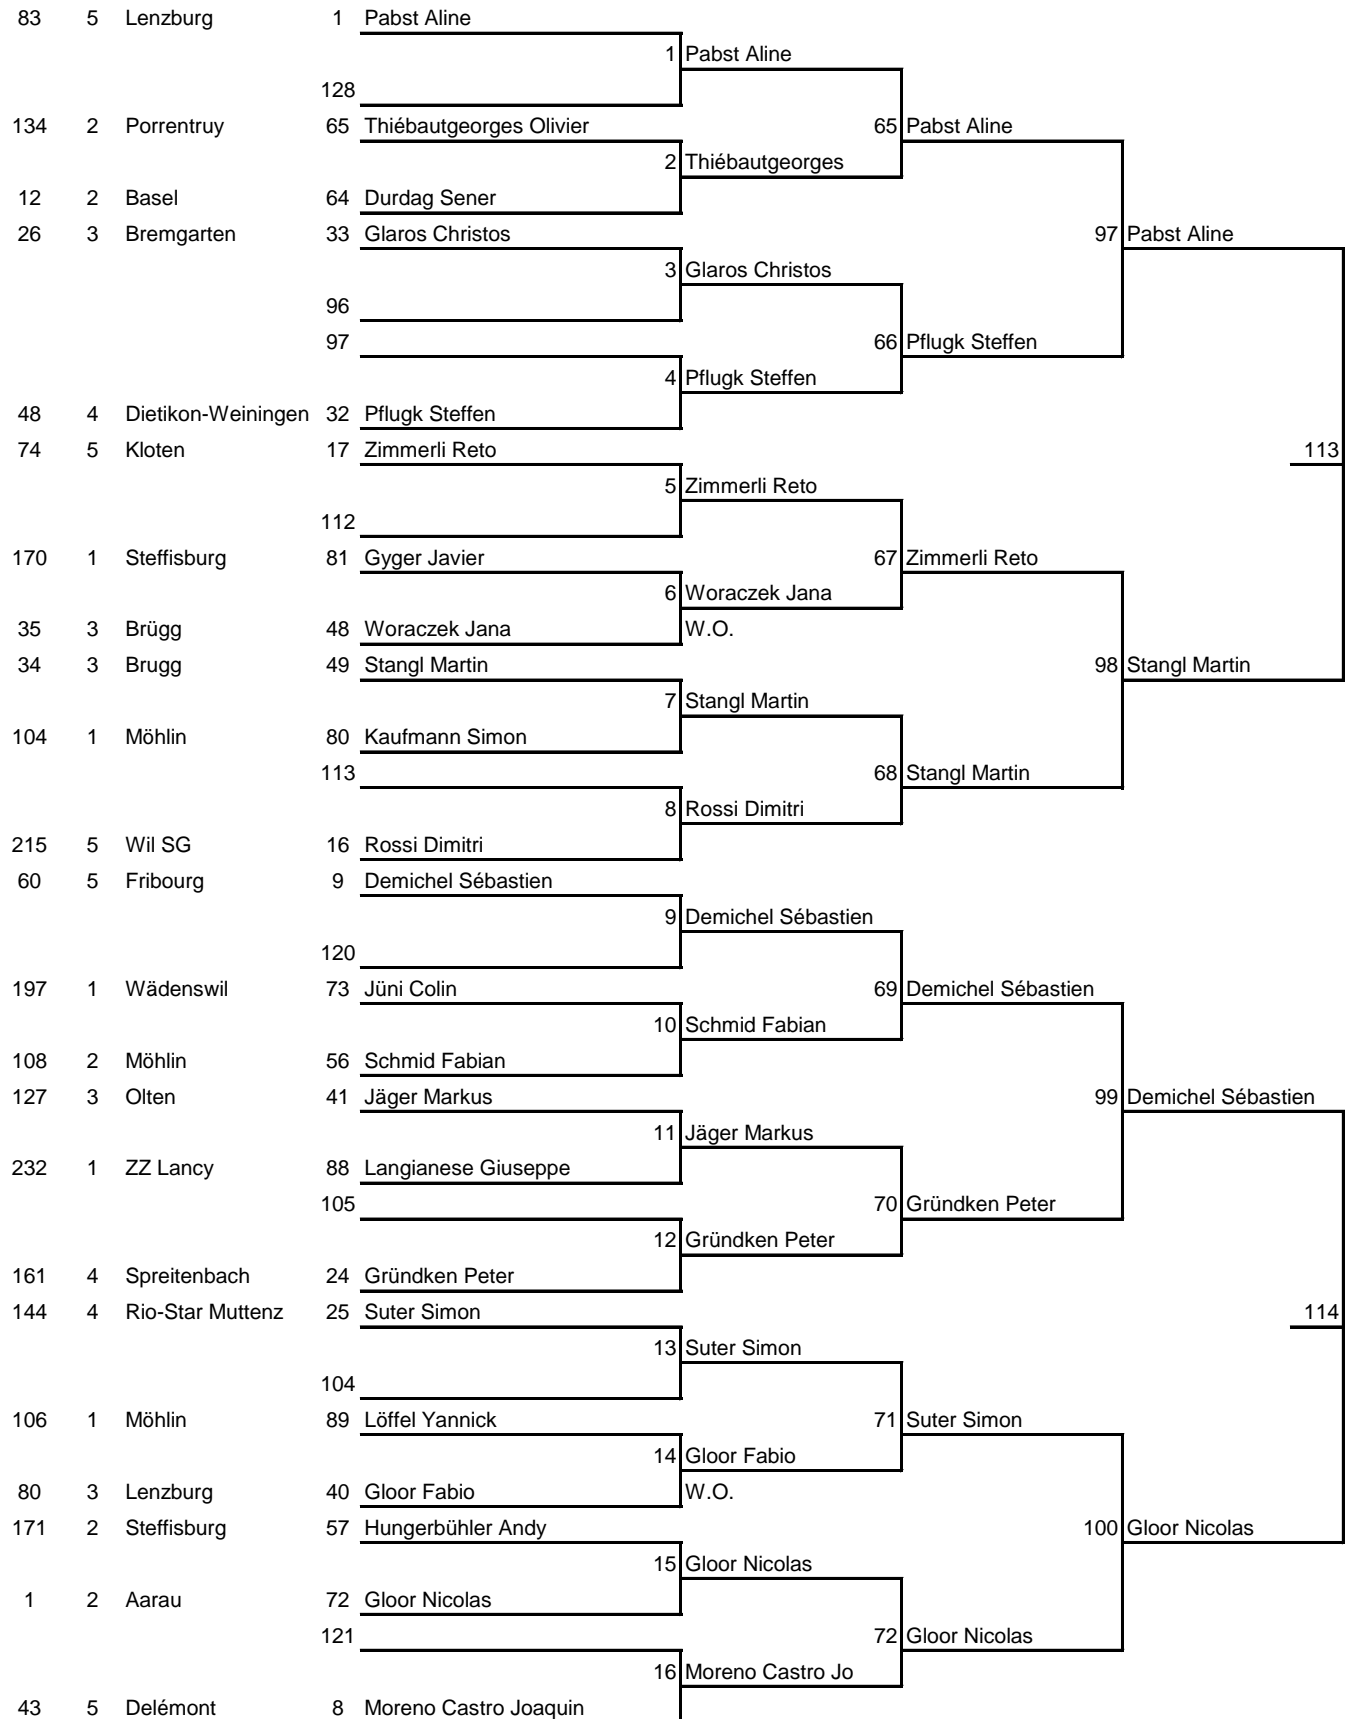 83 5 Lenzburg 1 Pabst Aline
1 Pabst Aline
128
134 2 Porrentruy 65 Thiébautgeorges Olivier 65 Pabst Aline
2 Thiébautgeorges
12 2 Basel 64 Durdag Sener
26 3 Bremgarten 33 Glaros Christos 97 Pabst Aline
3 Glaros Christos
96
97 66 Pflugk Steffen
4 Pflugk Steffen
48 4 Dietikon-Weiningen 32 Pflugk Steffen
74 5 Kloten 17 Zimmerli Reto 113
5 Zimmerli Reto
112
170 1 Steffisburg 81 Gyger Javier 67 Zimmerli Reto
6 Woraczek Jana
35 3 Brügg 48 Woraczek Jana W.O.
34 3 Brugg 49 Stangl Martin 98 Stangl Martin
7 Stangl Martin
104 1 Möhlin 80 Kaufmann Simon
113 68 Stangl Martin
8 Rossi Dimitri
215 5 Wil SG 16 Rossi Dimitri
60 5 Fribourg 9 Demichel Sébastien
9 Demichel Sébastien
120
197 1 Wädenswil 73 Jüni Colin 69 Demichel Sébastien
10 Schmid Fabian
108 2 Möhlin 56 Schmid Fabian
127 3 Olten 41 Jäger Markus 99 Demichel Sébastien
11 Jäger Markus
232 1 ZZ Lancy 88 Langianese Giuseppe
105 70 Gründken Peter
12 Gründken Peter
161 4 Spreitenbach 24 Gründken Peter
144 4 Rio-Star Muttenz 25 Suter Simon 114
13 Suter Simon
104
106 1 Möhlin 89 Löffel Yannick 71 Suter Simon
14 Gloor Fabio
80 3 Lenzburg 40 Gloor Fabio W.O.
171 2 Steffisburg 57 Hungerbühler Andy 100 Gloor Nicolas
15 Gloor Nicolas
1 2 Aarau 72 Gloor Nicolas
121 72 Gloor Nicolas
16 Moreno Castro Jo
43 5 Delémont 8 Moreno Castro Joaquin